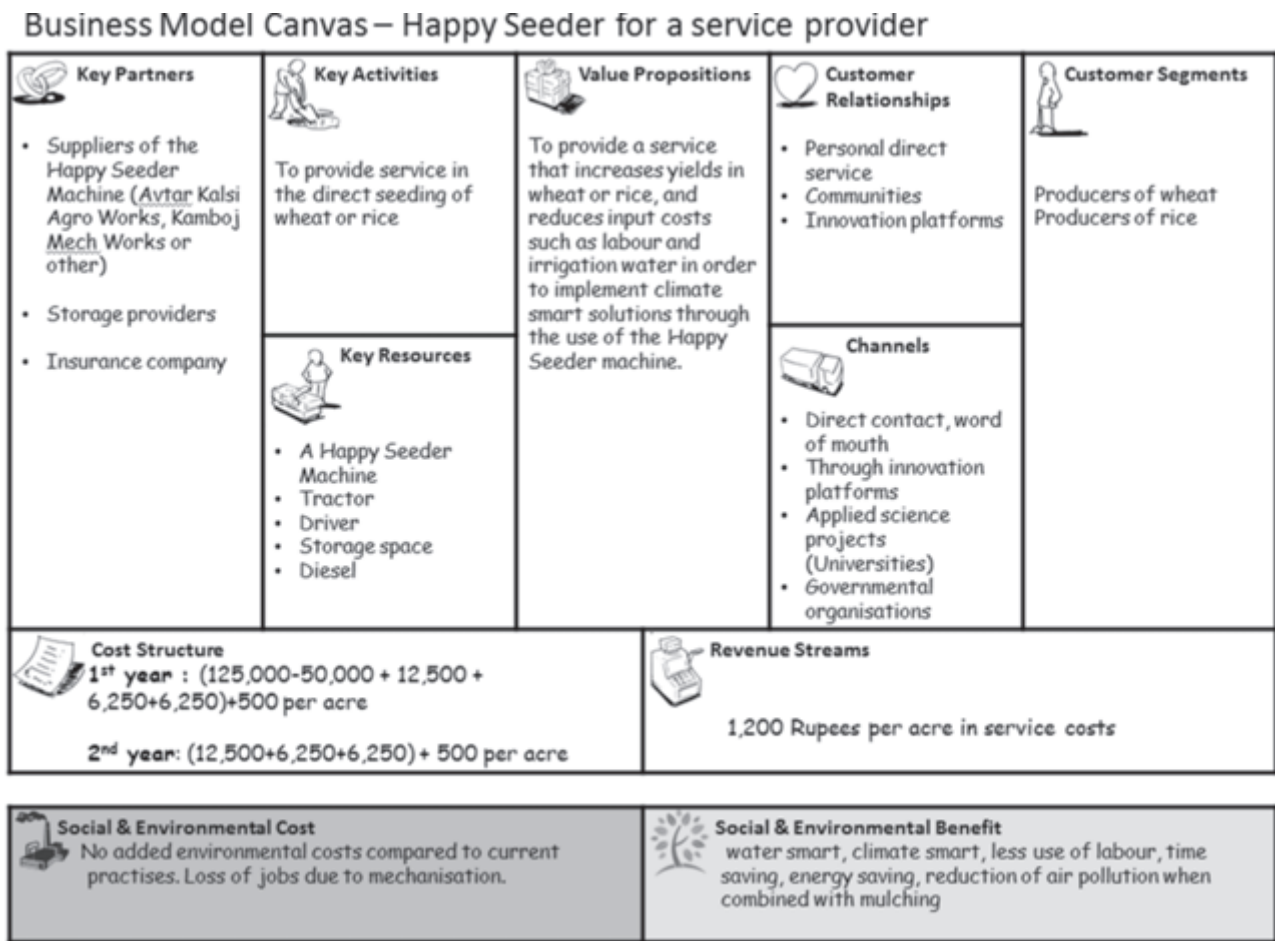 Business Model Canvas – Happy Seeder for a service provider
Key Partners
• Suppliers of the
Happy Seeder
Machine (Avtar Kalsi
Agro Works, Kamboj
Mech Works or
other)
• Storage providers
• Insurance company
Key Activities
To provide service in
the direct seeding of
wheat or rice
Key Resources
• A Happy Seeder
Machine
• Tractor
• Driver
• Storage space
• Diesel
Value Propositions
To provide a service
that increases yields in
wheat or rice, and
reduces input costs
such as labour and
irrigation water in order
to implement climate
smart solutions through
the use of the Happy
Seeder machine.
Customer
Relationships
• Personal direct
service
• Communities
• Innovation platforms
Channels
• Direct contact, word
of mouth
• Through innovation
platforms
• Applied science
projects
(Universities)
• Governmental
organisations
Customer Segments
Producers of wheat
Producers of rice
Cost Structure
1st year : (125,000-50,000 + 12,500 +
6,250+6,250)+500 per acre
2nd year: (12,500+6,250+6,250) + 500 per acre
Revenue Streams
1,200 Rupees per acre in service costs
Social & Environmental Cost
No added environmental costs compared to current
practises. Loss of jobs due to mechanisation.
Social & Environmental Benefit
water smart, climate smart, less use of labour, time
saving, energy saving, reduction of air pollution when
combined with mulching